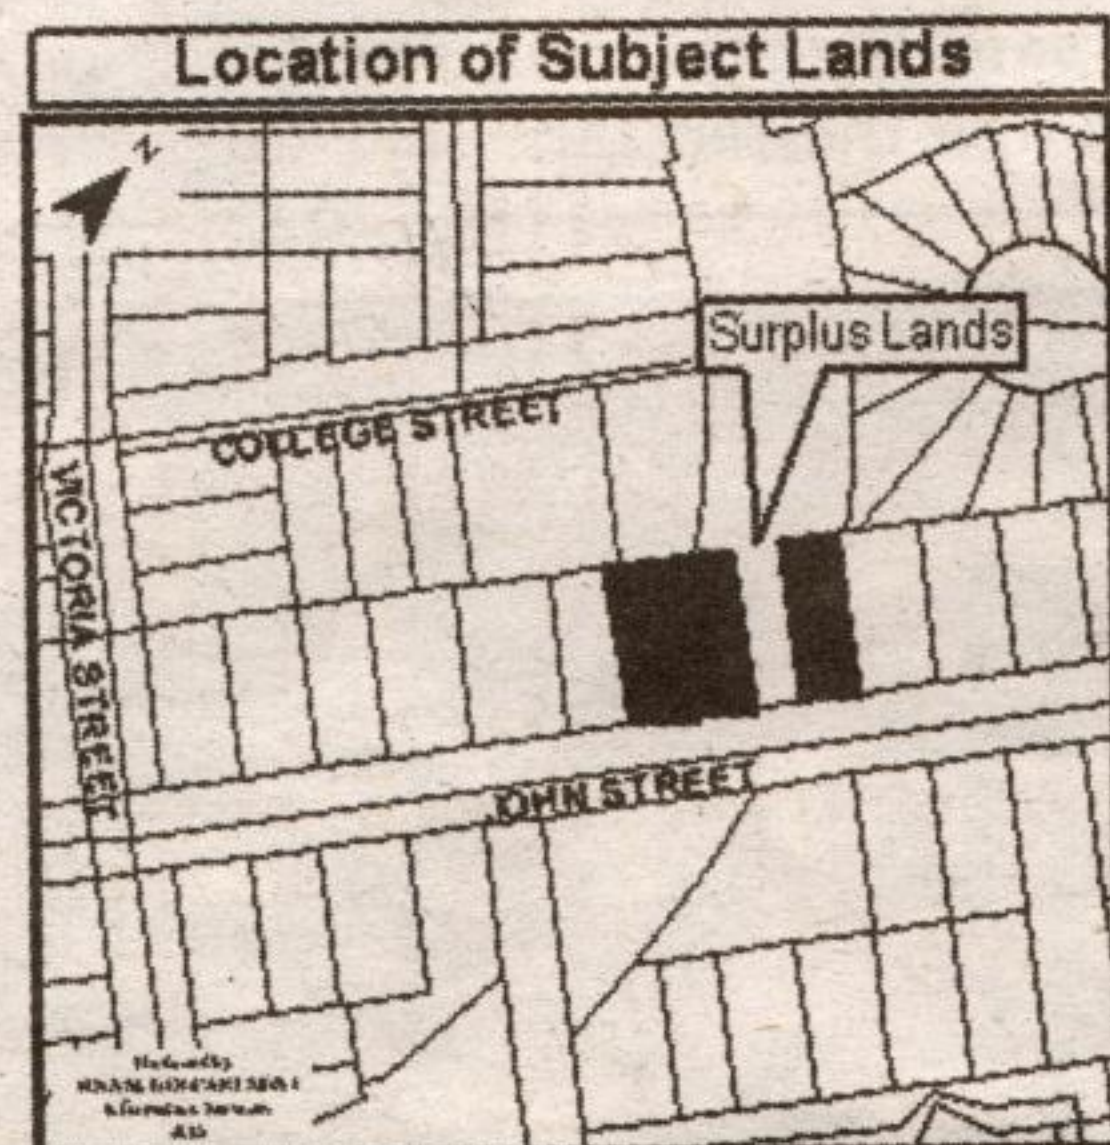 Location of Subject Lands
N
Surplus Lands
COLLEGE STREET
VICTORIA STREET
JOHN STREET